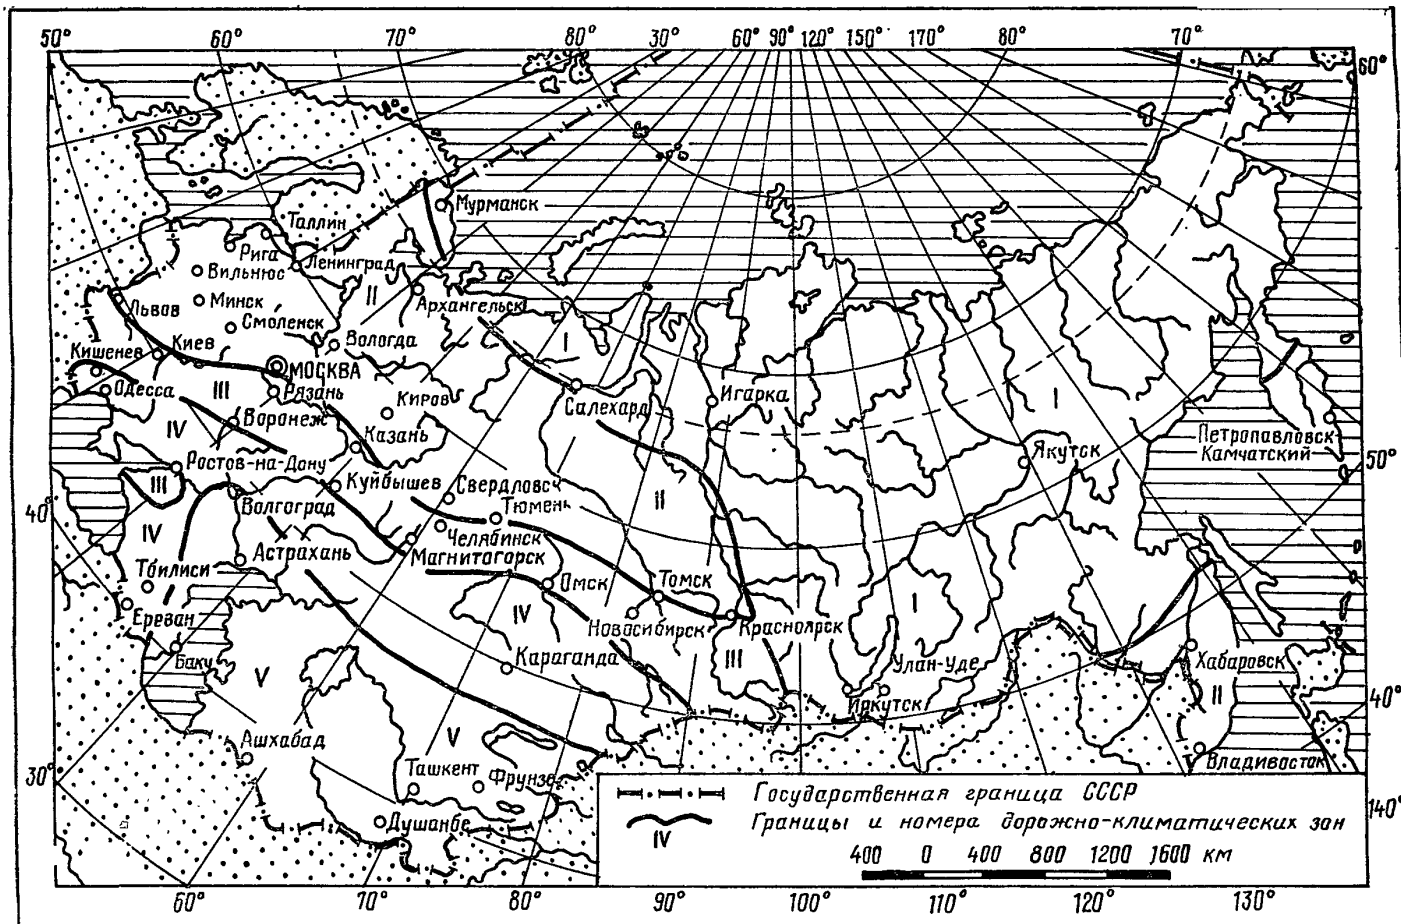 50° 60° 70° 80° 30° 60° 90° 120° 150° 170° 80° 70°
60°
Мурманск
Таллин
Рига
Ленинград
Вильнюс
II
Архангельск
Львов
Минск
Смоленск
Вологда
I
Кишенев
Киев
МОСКВА
Одесса
III
Рязань
Киров
Салехард
Игарка
I
IV
Воронеж
Казань
Петропавловск-
Камчатский
Якутск
50°
Ростов-на-Дону
III
Куйбышев
Свердловск
II
40°
Волгоград
Тюмень
IV
Челябинск
Магнитогорск
Астрахань
Тбилиси
Омск
Томск
I
Ереван
IV
Новосибирск
Красноярск
Баку
V
Караганда
III
Улан-Уде
Хабаровск
Иркутск
II
40°
Ашхабад
V
Владивосток
30°
Ташкент
Фрунзе
Душанбе
Государственная граница СССР
140°
IV
Границы и номера дорожно-климатических зон
400 0 400 800 1200 1600 км
60° 70° 80° 90° 100° 110° 120° 130°